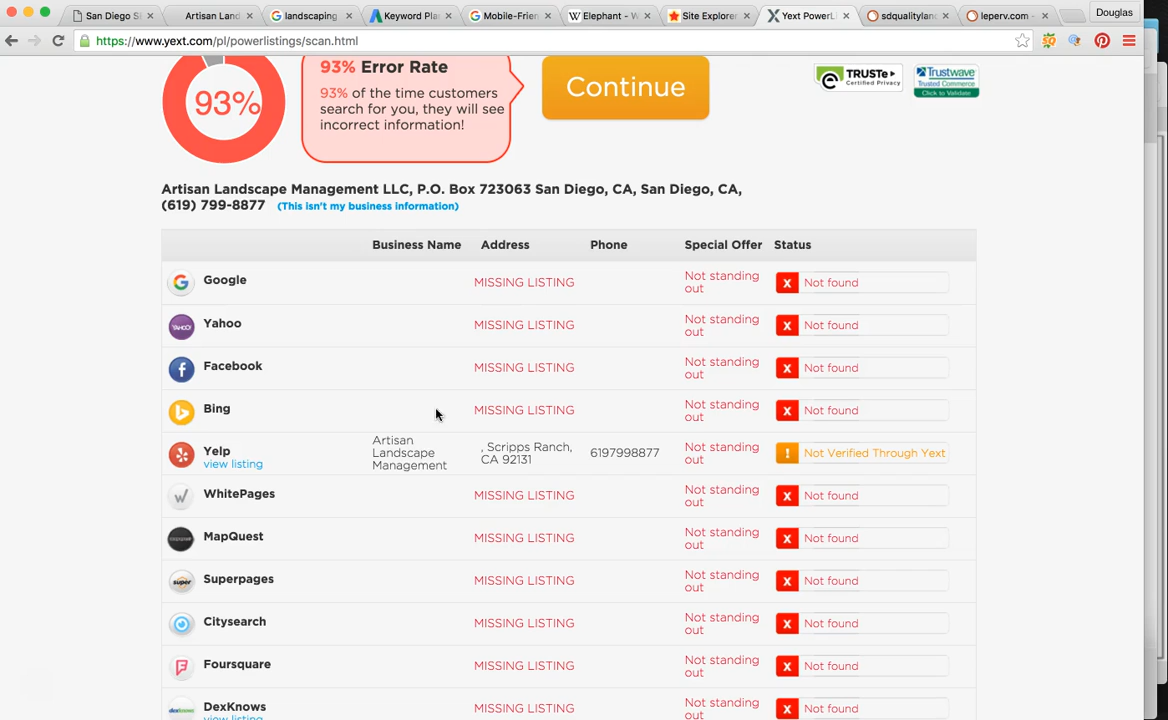 San Diego S
Artisan Land
landscaping
Keyword Pla
Mobile-Frien
Elephant - W
Site Explore
Yext PowerL
sdqualitylan
leperv.com -
Douglas
https://www.yext.com/pl/powerlistings/scan.html
93%
93% Error Rate
93% of the time customers
search for you, they will see
incorrect information!
Continue
TRUSTe
Certified Privacy
Trustwave
Trusted Commerce
Click to Validate
Artisan Landscape Management LLC, P.O. Box 723063 San Diego, CA, San Diego, CA,
(619) 799-8877 (This isn't my business information)
Business Name Address Phone Special Offer Status
Google MISSING LISTING Not standing out X Not found
Yahoo MISSING LISTING Not standing out X Not found
Facebook MISSING LISTING Not standing out X Not found
Bing MISSING LISTING Not standing out X Not found
Yelp view listing Artisan Landscape Management , Scripps Ranch, CA 92131 6197998877 Not standing out ! Not Verified Through Yext
WhitePages MISSING LISTING Not standing out X Not found
MapQuest MISSING LISTING Not standing out X Not found
Superpages MISSING LISTING Not standing out X Not found
Citysearch MISSING LISTING Not standing out X Not found
Foursquare MISSING LISTING Not standing out X Not found
DexKnows view listing MISSING LISTING Not standing out X Not found